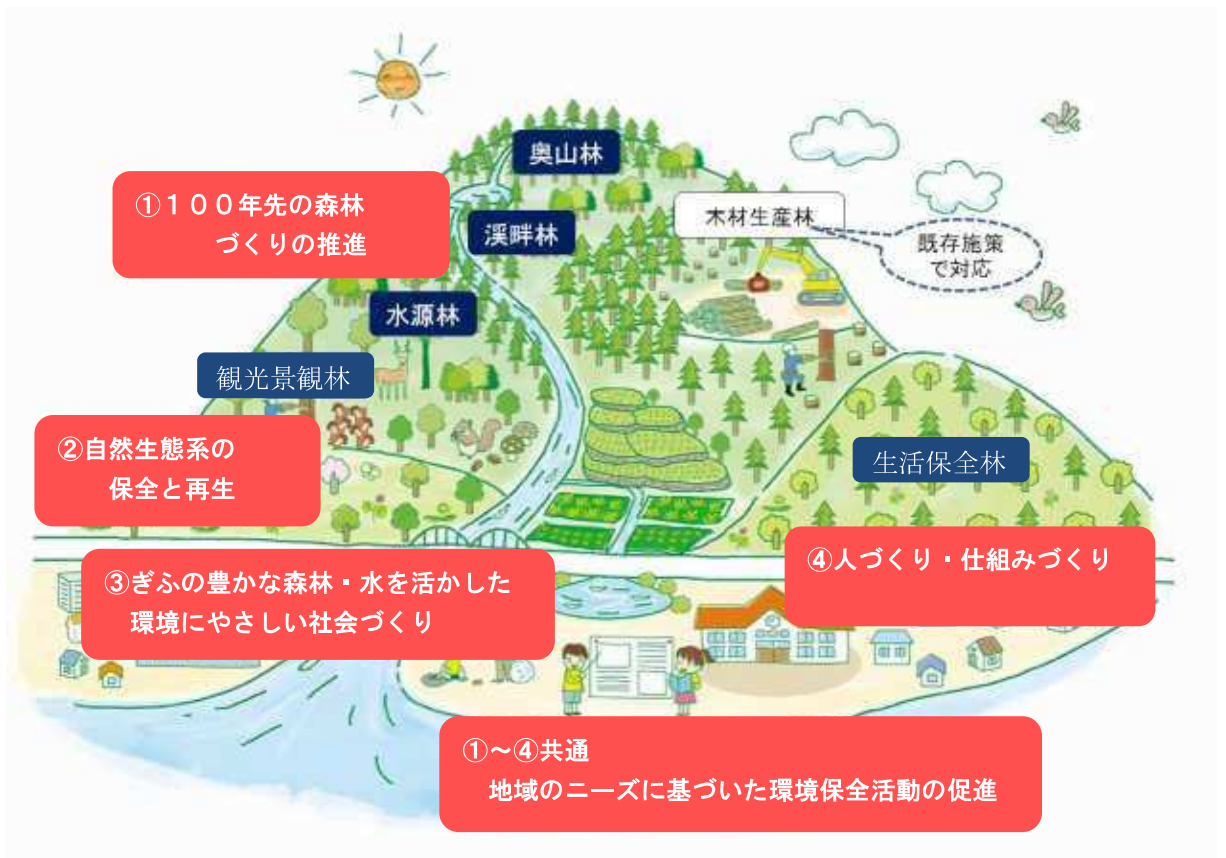 奥山林
①１００年先の森林
づくりの推進
木材生産林
渓畔林
既存施策
で対応
水源林
観光景観林
②自然生態系の
保全と再生
生活保全林
③ぎふの豊かな森林・水を活かした
環境にやさしい社会づくり
④人づくり・仕組みづくり
①～④共通
地域のニーズに基づいた環境保全活動の促進